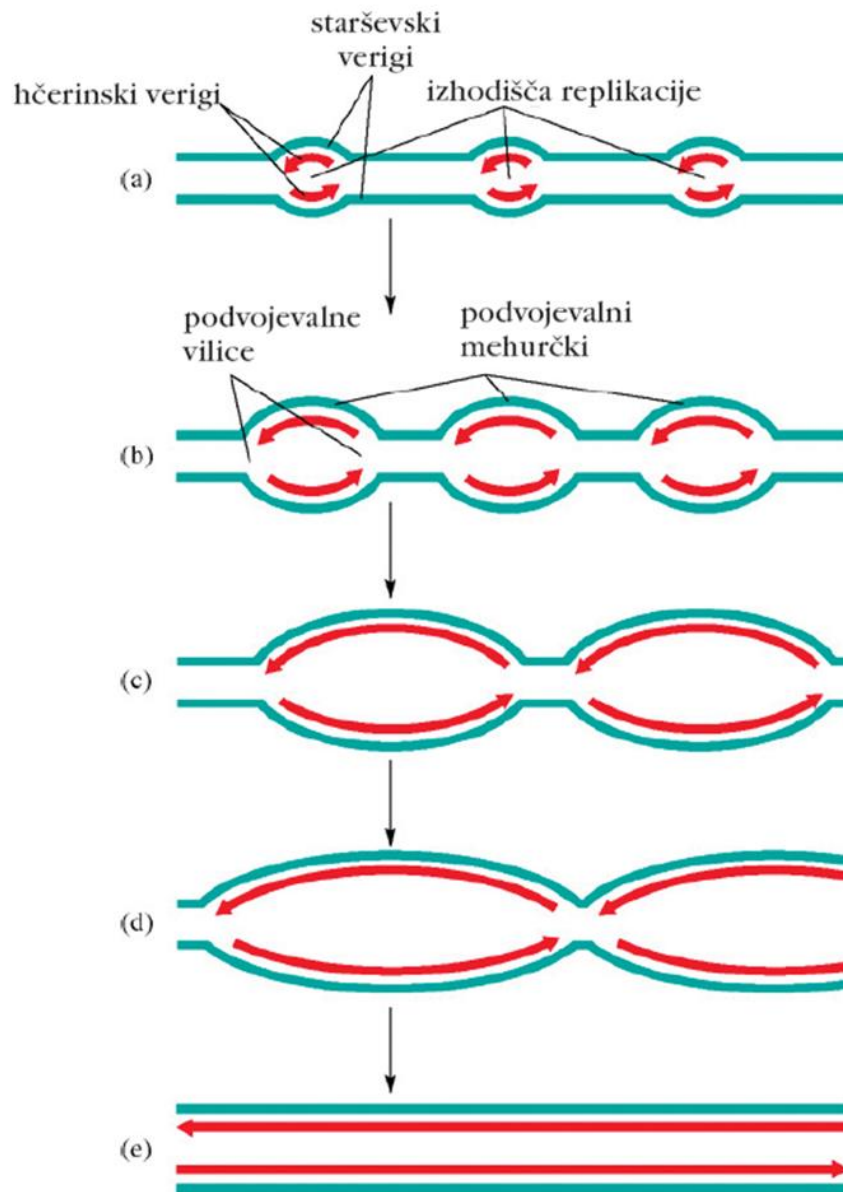 starševski
verigi
hčerinski verigi
izhodišča replikacije
(a)
podvojevalne
vilice
podvojevalni
mehurčki
(b)
(c)
(d)
(e)